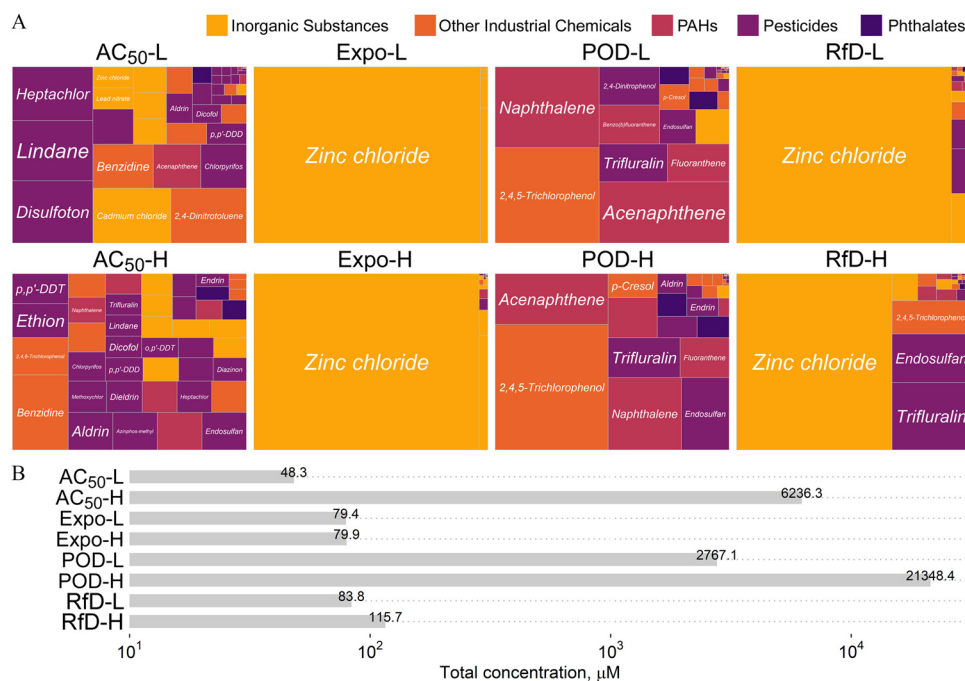 A
Inorganic Substances Other Industrial Chemicals PAHs Pesticides Phthalates
AC50-L Expo-L POD-L RfD-L
Heptachlor
Lindane
Disulfoton
Zinc chloride
Lead nitrate
Aldrin
Dicofol
p,p'-DDD
Benzidine
Acenaphthene
Chlorpyrifos
Cadmium chloride
2,4-Dinitrotoluene
Zinc chloride
Naphthalene
2,4,5-Trichlorophenol
2,4-Dinitrophenol
p-Cresol
Benzo(b)fluoranthene
Endosulfan
Trifluralin
Fluoranthene
Acenaphthene
Zinc chloride
AC50-H Expo-H POD-H RfD-H
p,p'-DDT
Ethion
2,4,6-Trichlorophenol
Benzidine
Naphthalene
Trifluralin
Lindane
Endrin
Dicofol
o,p'-DDT
Chlorpyrifos
p,p'-DDD
Diazinon
Methoxychlor
Dieldrin
Heptachlor
Aldrin
Azinphos-methyl
Endosulfan
Zinc chloride
Acenaphthene
2,4,5-Trichlorophenol
p-Cresol
Aldrin
Endrin
Trifluralin
Fluoranthene
Naphthalene
Endosulfan
Zinc chloride
2,4,5-Trichlorophenol
Endosulfan
Trifluralin
B
AC50-L 48.3
AC50-H 6236.3
Expo-L 79.4
Expo-H 79.9
POD-L 2767.1
POD-H 21348.4
RfD-L 83.8
RfD-H 115.7
10^1 10^2 10^3 10^4
Total concentration, μM